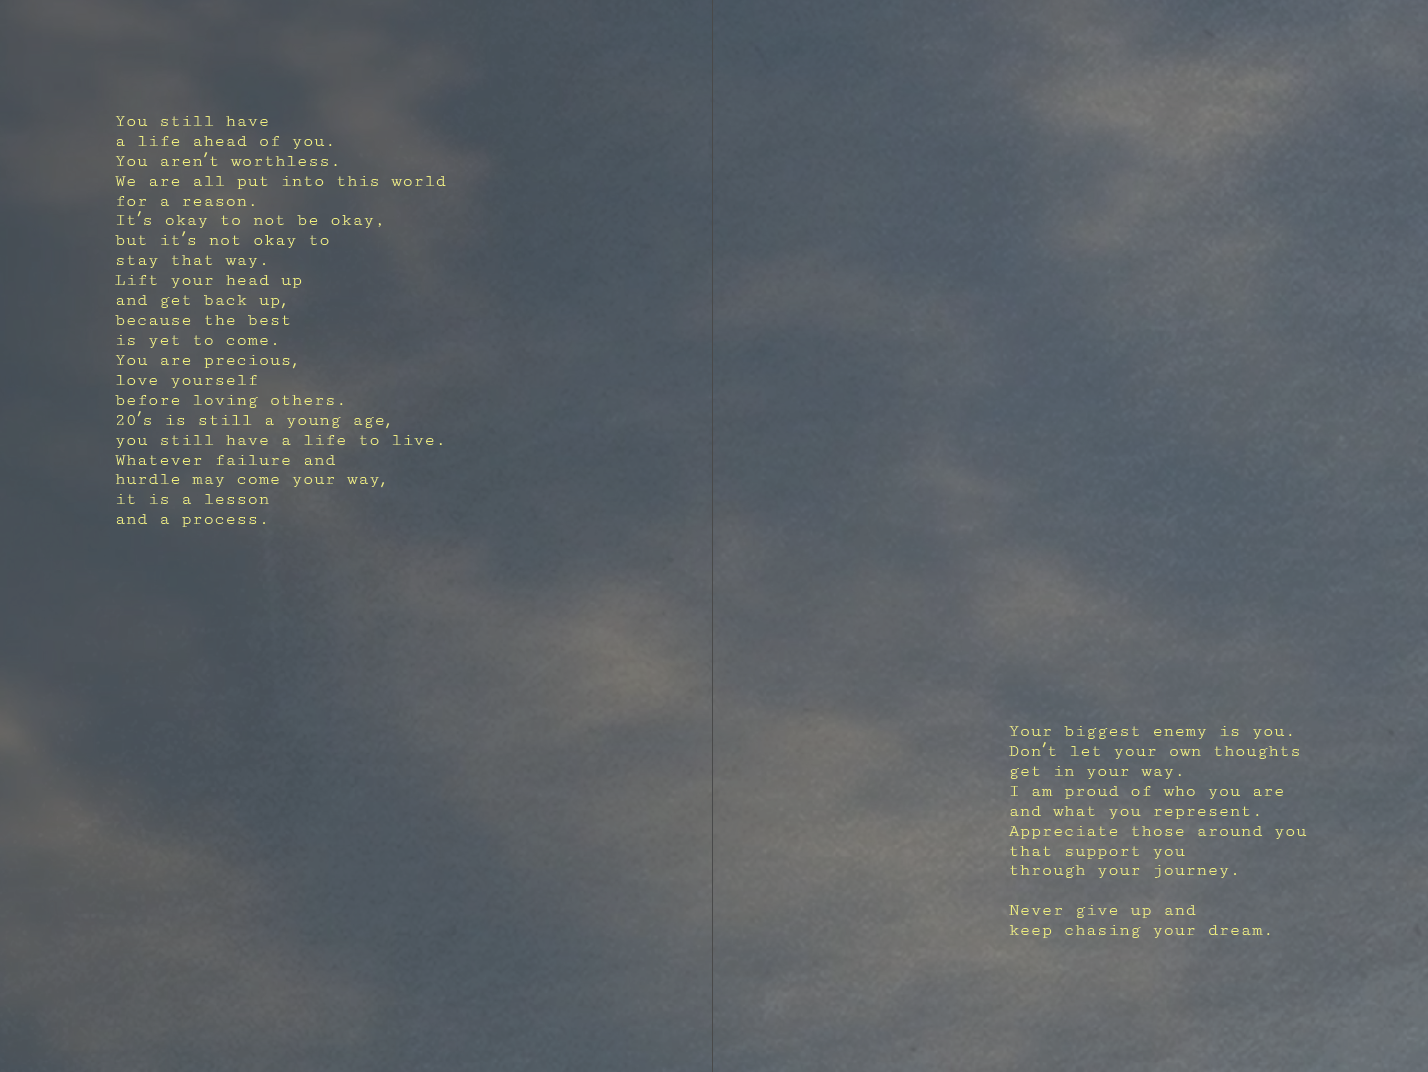 You still have
a life ahead of you.
You aren't worthless.
We are all put into this world
for a reason.
It's okay to not be okay,
but it's not okay to
stay that way.
Lift your head up
and get back up,
because the best
is yet to come.
You are precious,
love yourself
before loving others.
20's is still a young age,
you still have a life to live.
Whatever failure and
hurdle may come your way,
it is a lesson
and a process.
Your biggest enemy is you.
Don't let your own thoughts
get in your way.
I am proud of who you are
and what you represent.
Appreciate those around you
that support you
through your journey.
Never give up and
keep chasing your dream.